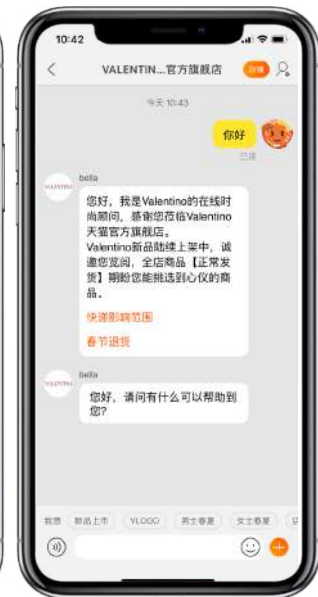 10:42
VALENTIN...官方旗舰店
今天 10:43
你好
已读
bella
VALENTINO
您好，我是Valentino的在线时
尚顾问，感谢您莅临Valentino
天猫官方旗舰店。
Valentino新品陆续上架中，诚
邀您览阅，全店商品【正常发
货】期盼您能挑选到心仪的商
品。
快递影响范围
春节退货
bella
VALENTINO
您好，请问有什么可以帮助到
您?
新品上市
VLOGO
男士春夏
女士春夏